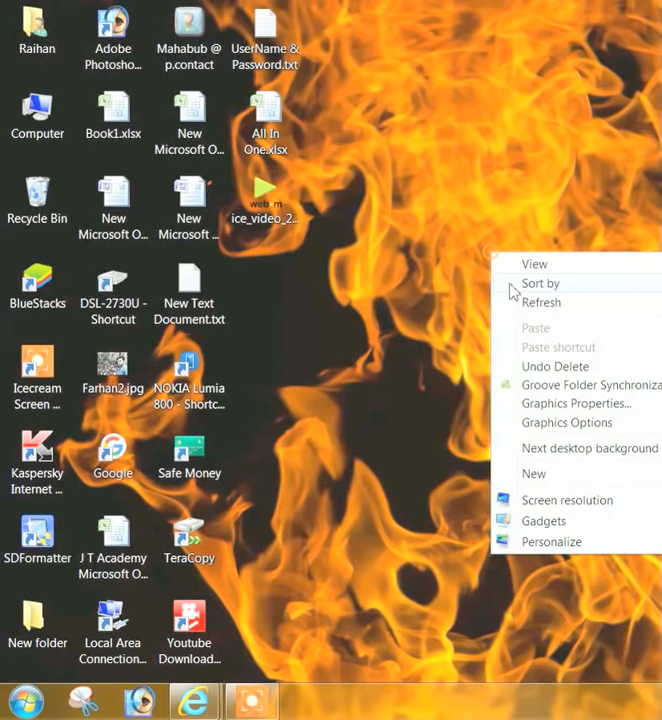 Raihan
Adobe
Photosho...
Mahabub @
p.contact
UserName &
Password.txt
Computer
Book1.xlsx
New
Microsoft O...
All In
One.xlsx
Recycle Bin
New
Microsoft O...
New
Microsoft ...
webm
ice_video_2...
BlueStacks
DSL-2730U -
Shortcut
New Text
Document.txt
Icecream
Screen ...
Farhan2.jpg
NOKIA Lumia
800 - Shortc...
Kaspersky
Internet ...
Google
Safe Money
SDFormatter
J T Academy
Microsoft O...
TeraCopy
New folder
Local Area
Connection...
Youtube
Download...
View
Sort by
Refresh
Paste
Paste shortcut
Undo Delete
Groove Folder Synchroniza
Graphics Properties...
Graphics Options
Next desktop background
New
Screen resolution
Gadgets
Personalize